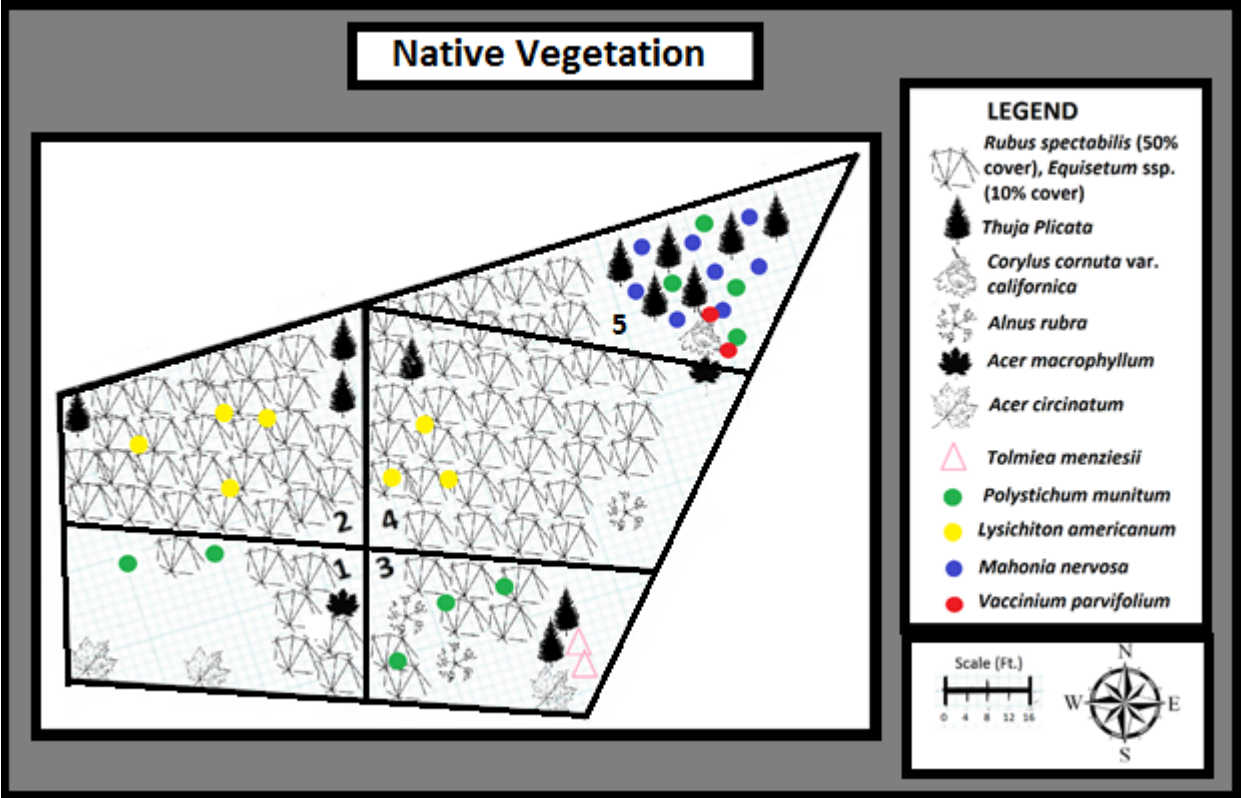 Native Vegetation
LEGEND
Rubus spectabilis (50%
cover), Equisetum ssp.
(10% cover)
Thuja Plicata
Corylus cornuta var.
californica
Alnus rubra
Acer macrophyllum
Acer circinatum
Tolmiea menziesii
Polystichum munitum
Lysichiton americanum
Mahonia nervosa
Vaccinium parvifolium
5
2
4
1
3
Scale (Ft.)
0 4 8 12 16
N
W E
S